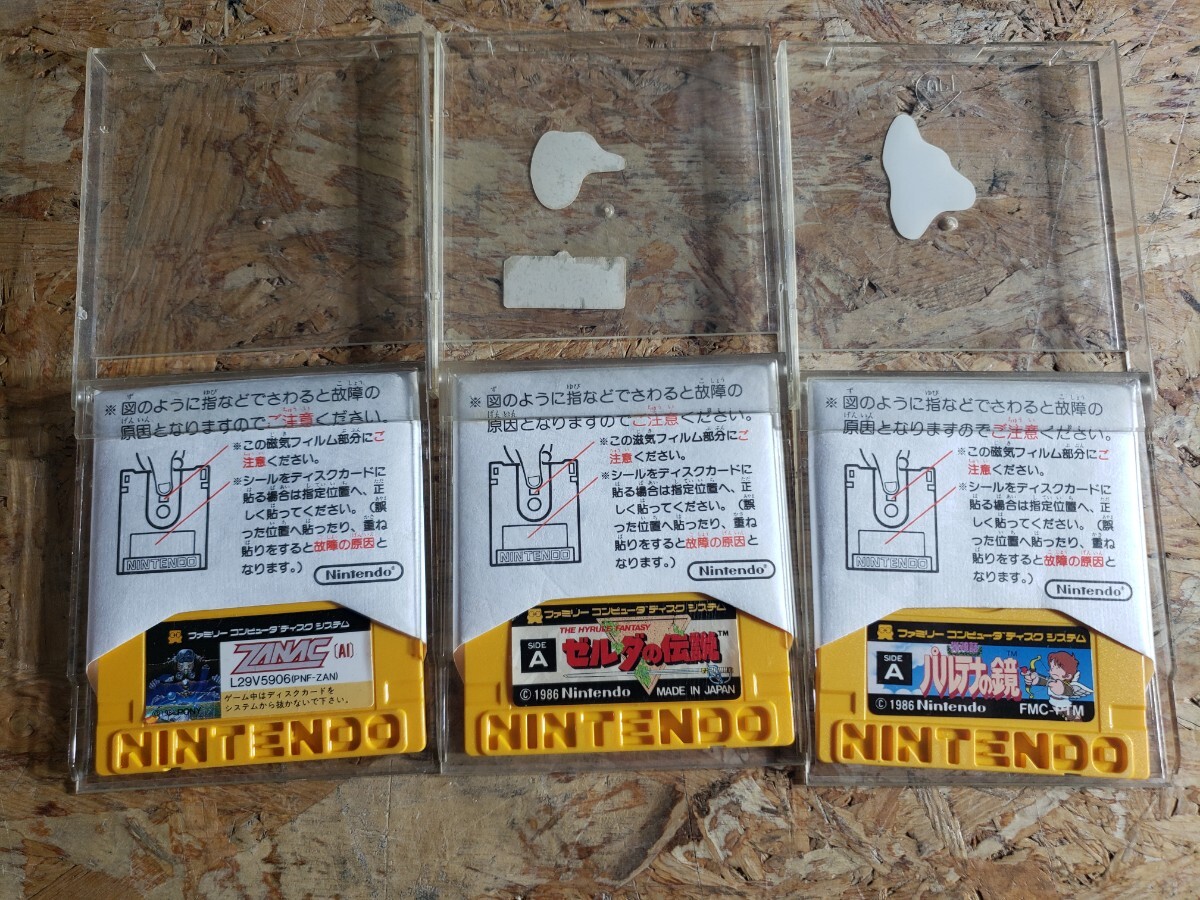 ※図のように指などでさわると故障の
原因となりますのでご注意ください。
※この磁気フィルム部分にご
注意ください。
※シールをディスクカードに
貼る場合は指定位置へ、正
しく貼ってください。(誤
った位置へ貼ったり、重ね
貼りをすると故障の原因と
なります。)
NINTENDO
Nintendo®
ファミリー コンピュータ ディスク システム
ZANAC (AI)
L29V5906(PNF-ZAN)
ゲーム中はディスクカードを
システムから抜かないで下さい。
PONY
NINTENDO
※図のように指などでさわると故障の
原因となりますのでご注意ください。
※この磁気フィルム部分にご
注意ください。
※シールをディスクカードに
貼る場合は指定位置へ、正
しく貼ってください。(誤
った位置へ貼ったり、重ね
貼りをすると故障の原因と
なります。)
NINTENDO
Nintendo®
ファミリー コンピュータ ディスク システム
SIDE
A
THE HYRULE FANTASY
ゼルダの伝説™
©1986 Nintendo MADE IN JAPAN
NINTENDO
※図のように指などでさわると故障の
原因となりますのでご注意ください。
※この磁気フィルム部分にご
注意ください。
※シールをディスクカードに
貼る場合は指定位置へ、正
しく貼ってください。(誤
った位置へ貼ったり、重ね
貼りをすると故障の原因と
なります。)
NINTENDO
Nintendo®
ファミリー コンピュータ ディスク システム
SIDE
A
パルテナの鏡™
©1986 Nintendo FMC-PTM
NINTENDO